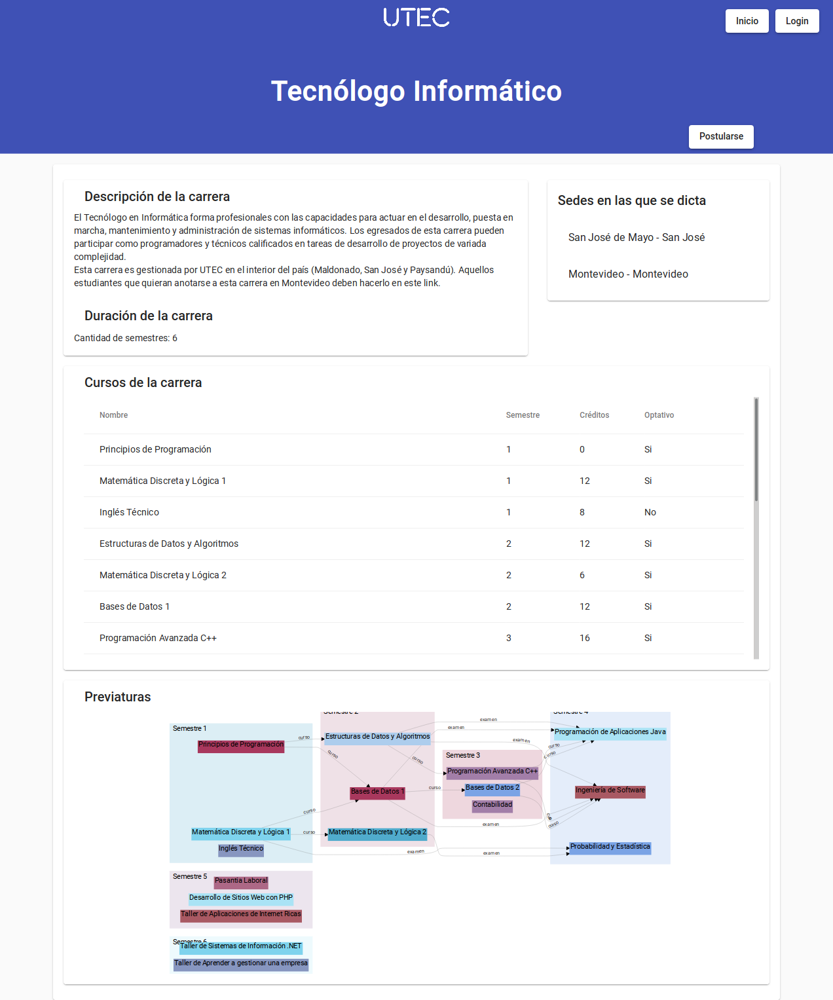 UTEC
Inicio
Login
Tecnólogo Informático
Postularse
Descripción de la carrera
El Tecnólogo en Informática forma profesionales con las capacidades para actuar en el desarrollo, puesta en
marcha, mantenimiento y administración de sistemas informáticos. Los egresados de esta carrera pueden
participar como programadores y técnicos calificados en tareas de desarrollo de proyectos de variada
complejidad.
Esta carrera es gestionada por UTEC en el interior del país (Maldonado, San José y Paysandú). Aquellos
estudiantes que quieran anotarse a esta carrera en Montevideo deben hacerlo en este link.
Duración de la carrera
Cantidad de semestres: 6
Sedes en las que se dicta
San José de Mayo - San José
Montevideo - Montevideo
Cursos de la carrera
Nombre Semestre Créditos Optativo
Principios de Programación 1 0 Si
Matemática Discreta y Lógica 1 1 12 Si
Inglés Técnico 1 8 No
Estructuras de Datos y Algoritmos 2 12 Si
Matemática Discreta y Lógica 2 2 6 Si
Bases de Datos 1 2 12 Si
Programación Avanzada C++ 3 16 Si
Previaturas
Semestre 1
Principios de Programación
Matemática Discreta y Lógica 1
Inglés Técnico
curso
curso
curso
curso
Semestre 2
Estructuras de Datos y Algoritmos
Bases de Datos 1
Matemática Discreta y Lógica 2
examen
examen
examen
curso
curso
examen
examen
examen
Semestre 3
Programación Avanzada C++
Bases de Datos 2
Contabilidad
curso
curso
curso
Semestre 4
Programación de Aplicaciones Java
Ingeniería de Software
Probabilidad y Estadística
Semestre 5
Pasantía Laboral
Desarrollo de Sitios Web con PHP
Taller de Aplicaciones de Internet Ricas
Semestre 6
Taller de Sistemas de Información .NET
Taller de Aprender a gestionar una empresa